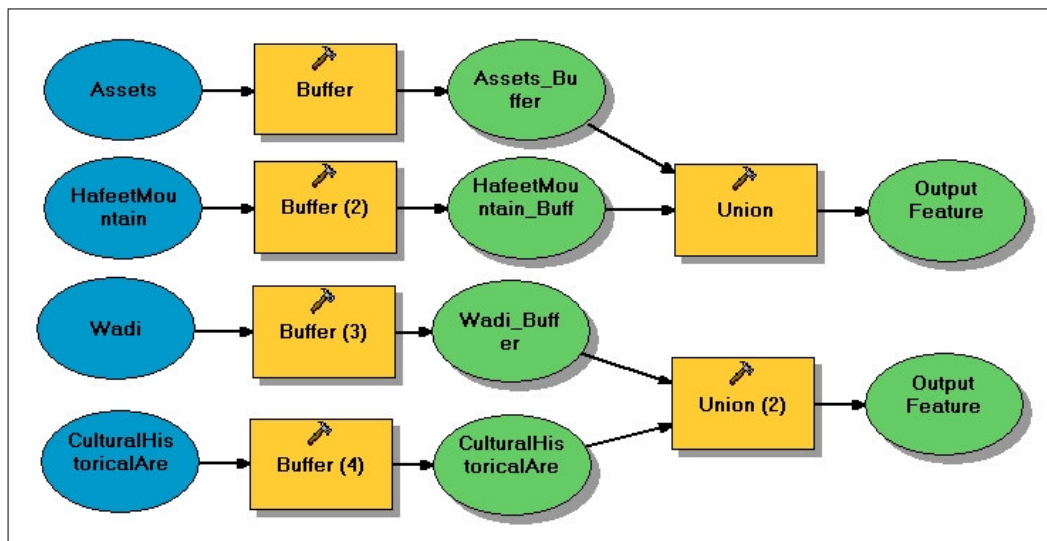 Assets
Buffer
Assets_Bu
ffer
HafeetMou
ntain
Buffer (2)
HafeetMou
ntain_Buff
Union
Output
Feature
Wadi
Buffer (3)
Wadi_Buff
er
Union (2)
Output
Feature
CulturalHis
toricalAre
Buffer (4)
CulturalHis
toricalAre